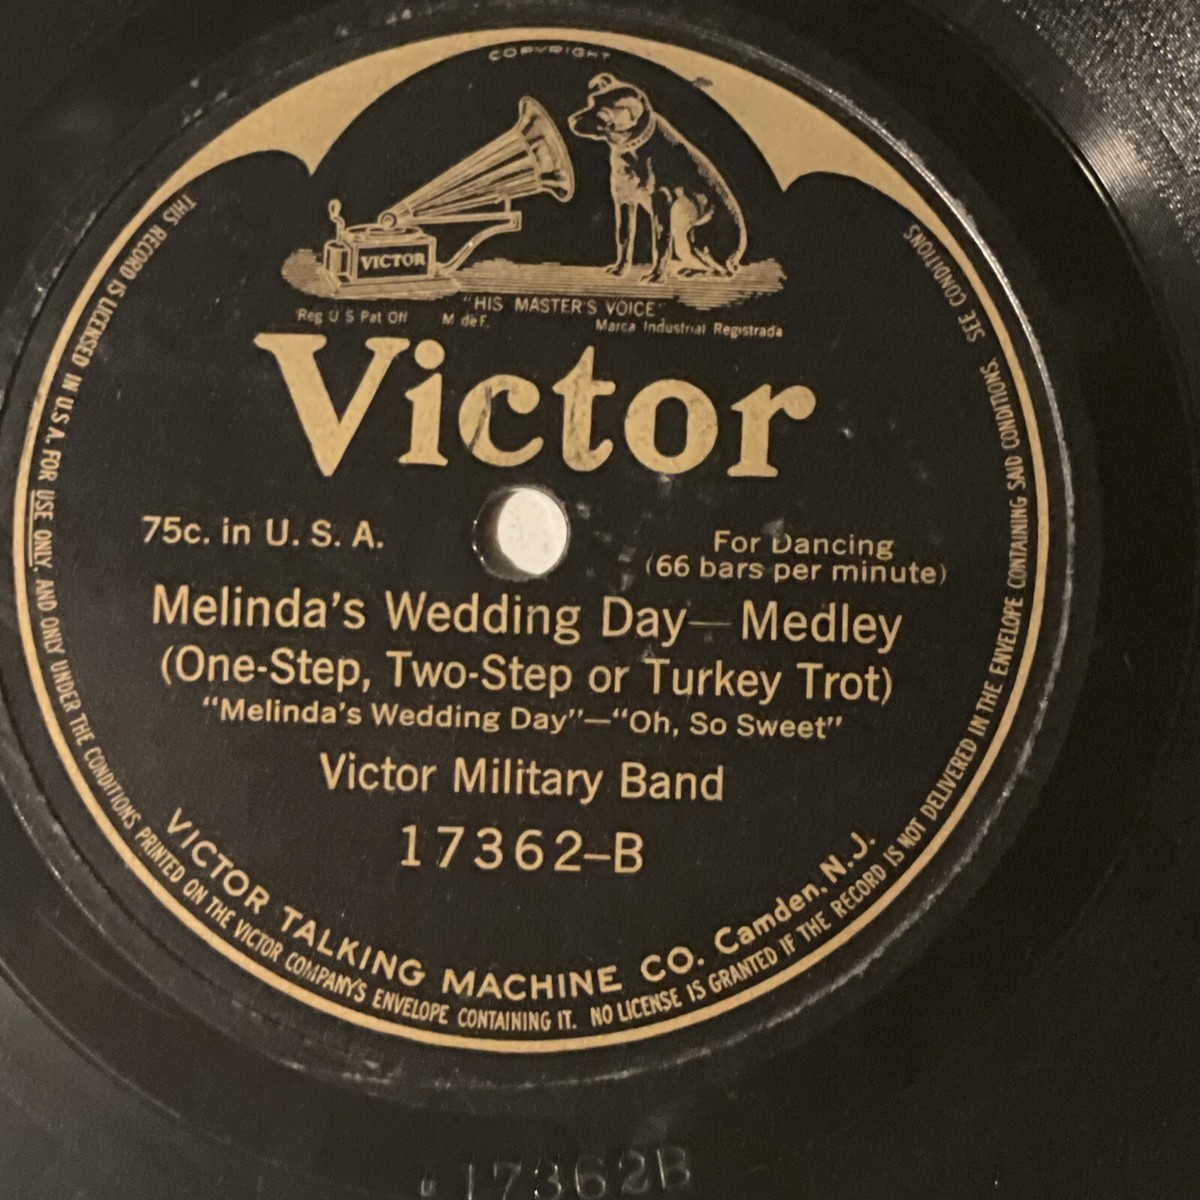 COPYRIGHT
VICTOR
"HIS MASTER'S VOICE"
Reg U S Pat Off M de F. Marca Industrial Registrada
Victor
75c. in U. S. A.
For Dancing
(66 bars per minute)
Melinda's Wedding Day—Medley
(One-Step, Two-Step or Turkey Trot)
"Melinda's Wedding Day"—"Oh, So Sweet"
Victor Military Band
17362-B
VICTOR TALKING MACHINE CO. Camden, N. J.
THIS RECORD IS LICENSED IN U.S.A. FOR USE ONLY, AND ONLY UNDER THE CONDITIONS PRINTED ON THE VICTOR COMPANY'S ENVELOPE CONTAINING IT. NO LICENSE IS GRANTED IF THE RECORD IS NOT DELIVERED IN THE ENVELOPE CONTAINING SAID CONDITIONS. SEE CONDITIONS
17362B